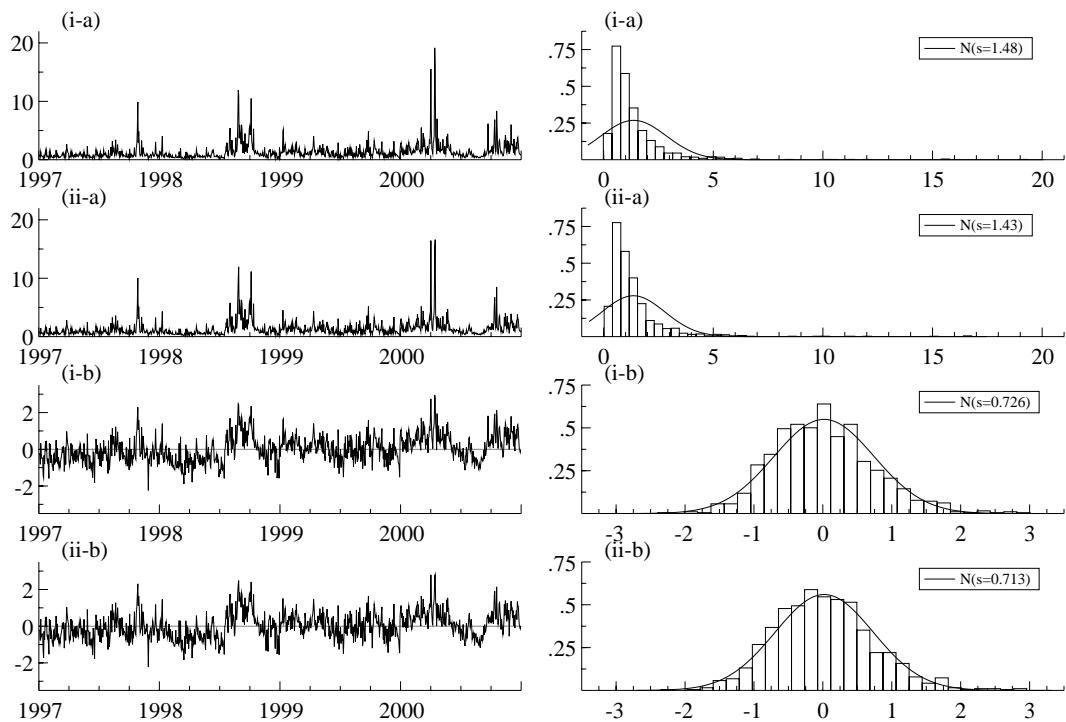 (i-a)
20
10
0
1997 1998 1999 2000
(i-a)
N(s=1.48)
.75
.5
.25
0 5 10 15 20
(ii-a)
20
10
0
1997 1998 1999 2000
(ii-a)
N(s=1.43)
.75
.5
.25
0 5 10 15 20
(i-b)
2
0
-2
1997 1998 1999 2000
(i-b)
N(s=0.726)
.75
.5
.25
-3 -2 -1 0 1 2 3
(ii-b)
2
0
-2
1997 1998 1999 2000
(ii-b)
N(s=0.713)
.75
.5
.25
-3 -2 -1 0 1 2 3